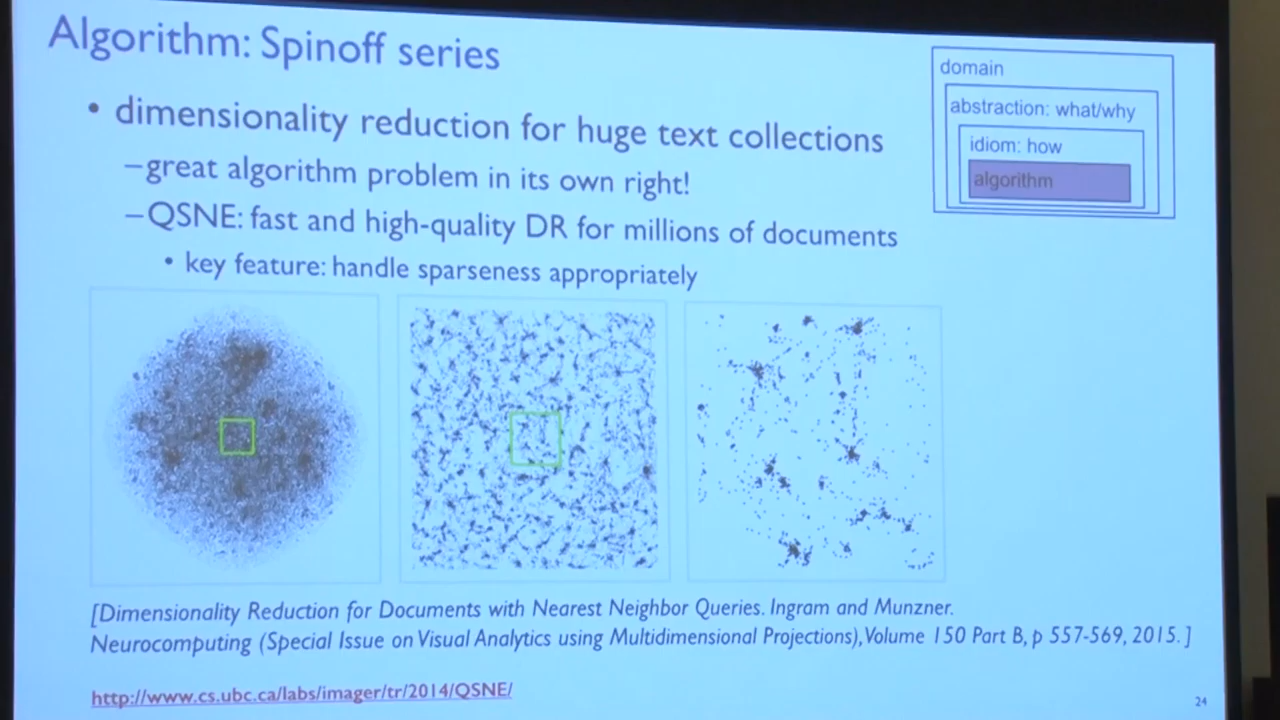 Algorithm: Spinoff series
• dimensionality reduction for huge text collections
–great algorithm problem in its own right!
–QSNE: fast and high-quality DR for millions of documents
• key feature: handle sparseness appropriately
domain
abstraction: what/why
idiom: how
algorithm
[Dimensionality Reduction for Documents with Nearest Neighbor Queries. Ingram and Munzner.
Neurocomputing (Special Issue on Visual Analytics using Multidimensional Projections), Volume 150 Part B, p 557-569, 2015. ]
http://www.cs.ubc.ca/labs/imager/tr/2014/QSNE/
24